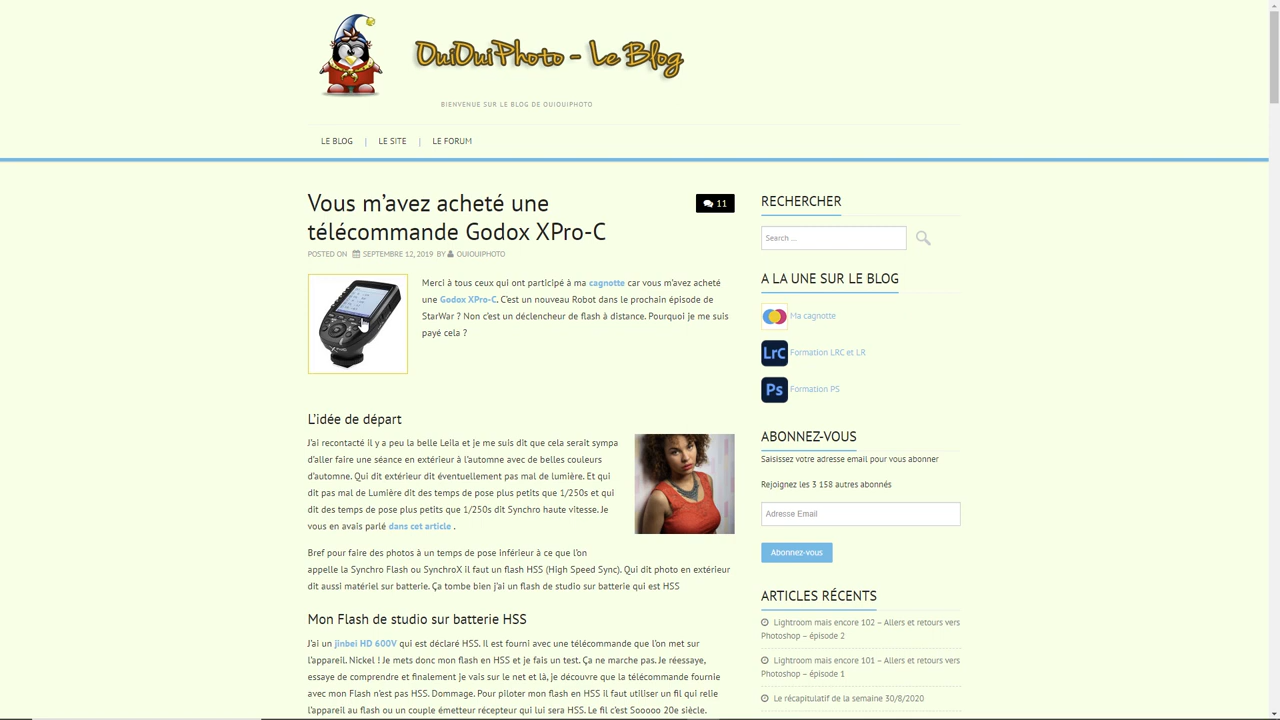 OuiOuiPhoto - Le Blog
BIENVENUE SUR LE BLOG DE OUIOUIPHOTO
LE BLOG | LE SITE | LE FORUM
Vous m’avez acheté une
télécommande Godox XPro-C
11
POSTED ON SEPTEMBRE 12, 2019 BY OUIOUIPHOTO
Merci à tous ceux qui ont participé à ma cagnotte car vous m’avez acheté
une Godox XPro-C. C’est un nouveau Robot dans le prochain épisode de
StarWar ? Non c’est un déclencheur de flash à distance. Pourquoi je me suis
payé cela ?
L’idée de départ
J’ai recontacté il y a peu la belle Leila et je me suis dit que cela serait sympa
d’aller faire une séance en extérieur à l’automne avec de belles couleurs
d’automne. Qui dit extérieur dit éventuellement pas mal de lumière. Et qui
dit pas mal de Lumière dit des temps de pose plus petits que 1/250s et qui
dit des temps de pose plus petits que 1/250s dit Synchro haute vitesse. Je
vous en avais parlé dans cet article .
Bref pour faire des photos à un temps de pose inférieur à ce que l’on
appelle la Synchro Flash ou SynchroX il faut un flash HSS (High Speed Sync). Qui dit photo en extérieur
dit aussi matériel sur batterie. Ça tombe bien j’ai un flash de studio sur batterie qui est HSS
Mon Flash de studio sur batterie HSS
J’ai un jinbei HD 600V qui est déclaré HSS. Il est fourni avec une télécommande que l’on met sur
l’appareil. Nickel ! Je mets donc mon flash en HSS et je fais un test. Ça ne marche pas. Je réessaye,
essaye de comprendre et finalement je vais sur le net et là, je découvre que la télécommande fournie
avec mon Flash n’est pas HSS. Dommage. Pour piloter mon flash en HSS il faut utiliser un fil qui relie
l’appareil au flash ou un couple émetteur récepteur qui lui sera HSS. Le fil c’est Sooooo 20e siècle.
RECHERCHER
Search …
A LA UNE SUR LE BLOG
Ma cagnotte
LrC Formation LRC et LR
Ps Formation PS
ABONNEZ-VOUS
Saisissez votre adresse email pour vous abonner
Rejoignez les 3 158 autres abonnés
Adresse Email
Abonnez-vous
ARTICLES RÉCENTS
Lightroom mais encore 102 – Allers et retours vers
Photoshop – épisode 2
Lightroom mais encore 101 – Allers et retours vers
Photoshop – épisode 1
Le récapitulatif de la semaine 30/8/2020